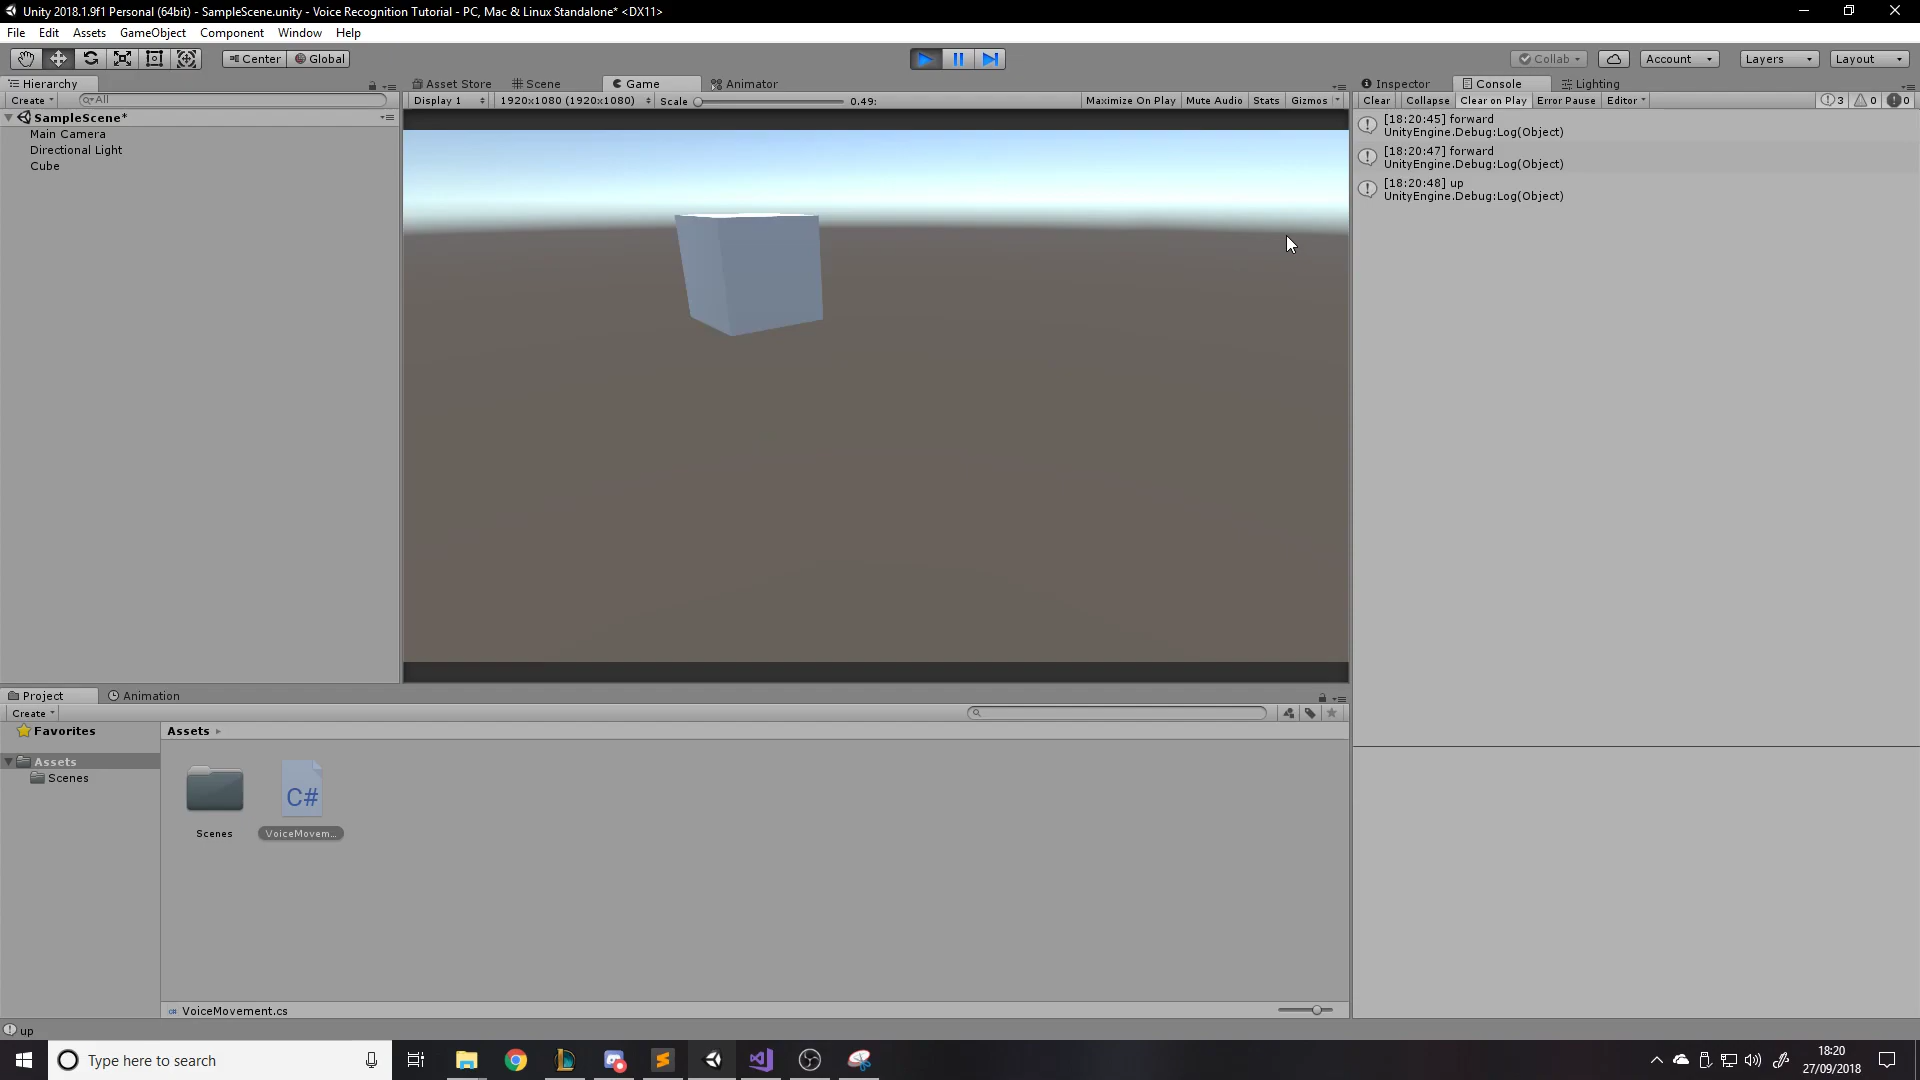 Unity 2018.1.9f1 Personal (64bit) - SampleScene.unity - Voice Recognition Tutorial - PC, Mac & Linux Standalone* <DX11>
File Edit Assets GameObject Component Window Help
Center Global
Collab Account Layers Layout
Hierarchy
Asset Store Scene Game Animator
Inspector Console Lighting
Create All
Display 1 1920x1080 (1920x1080) Scale 0.49: Maximize On Play Mute Audio Stats Gizmos
Clear Collapse Clear on Play Error Pause Editor 3 0 0
SampleScene*
Main Camera
Directional Light
Cube
[18:20:45] forward
UnityEngine.Debug:Log(Object)
[18:20:47] forward
UnityEngine.Debug:Log(Object)
[18:20:48] up
UnityEngine.Debug:Log(Object)
Project Animation
Create
Favorites
Assets
Scenes
Assets
C#
Scenes
VoiceMovem...
VoiceMovement.cs
up
Type here to search
18:20
27/09/2018